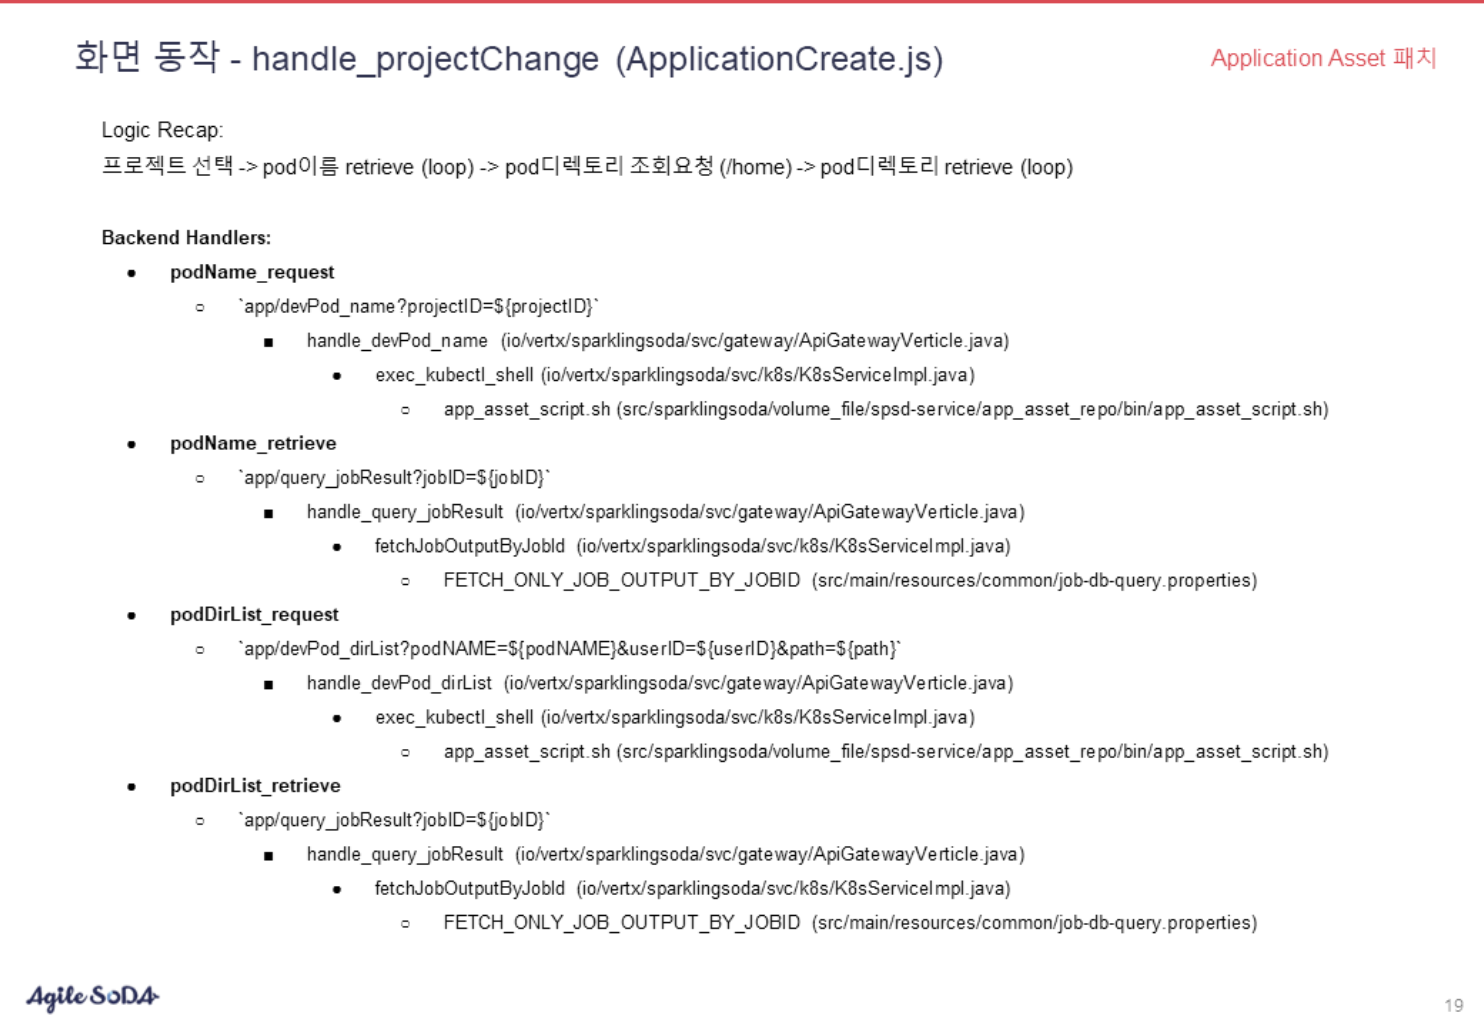 화면 동작 - handle_projectChange (ApplicationCreate.js)
Application Asset 패치
Logic Recap:
프로젝트 선택 -> pod이름 retrieve (loop) -> pod디렉토리 조회요청 (/home) -> pod디렉토리 retrieve (loop)
Backend Handlers:
● podName_request
○ `app/devPod_name?projectID=${projectID}`
■ handle_devPod_name (io/vertx/sparklingsoda/svc/gateway/ApiGatewayVerticle.java)
● exec_kubectl_shell (io/vertx/sparklingsoda/svc/k8s/K8sServiceImpl.java)
○ app_asset_script.sh (src/sparklingsoda/volume_file/spsd-service/app_asset_repo/bin/app_asset_script.sh)
● podName_retrieve
○ `app/query_jobResult?jobID=${jobID}`
■ handle_query_jobResult (io/vertx/sparklingsoda/svc/gateway/ApiGatewayVerticle.java)
● fetchJobOutputByJobId (io/vertx/sparklingsoda/svc/k8s/K8sServiceImpl.java)
○ FETCH_ONLY_JOB_OUTPUT_BY_JOBID (src/main/resources/common/job-db-query.properties)
● podDirList_request
○ `app/devPod_dirList?podNAME=${podNAME}&userID=${userID}&path=${path}`
■ handle_devPod_dirList (io/vertx/sparklingsoda/svc/gateway/ApiGatewayVerticle.java)
● exec_kubectl_shell (io/vertx/sparklingsoda/svc/k8s/K8sServiceImpl.java)
○ app_asset_script.sh (src/sparklingsoda/volume_file/spsd-service/app_asset_repo/bin/app_asset_script.sh)
● podDirList_retrieve
○ `app/query_jobResult?jobID=${jobID}`
■ handle_query_jobResult (io/vertx/sparklingsoda/svc/gateway/ApiGatewayVerticle.java)
● fetchJobOutputByJobId (io/vertx/sparklingsoda/svc/k8s/K8sServiceImpl.java)
○ FETCH_ONLY_JOB_OUTPUT_BY_JOBID (src/main/resources/common/job-db-query.properties)
Agile SoDA
19